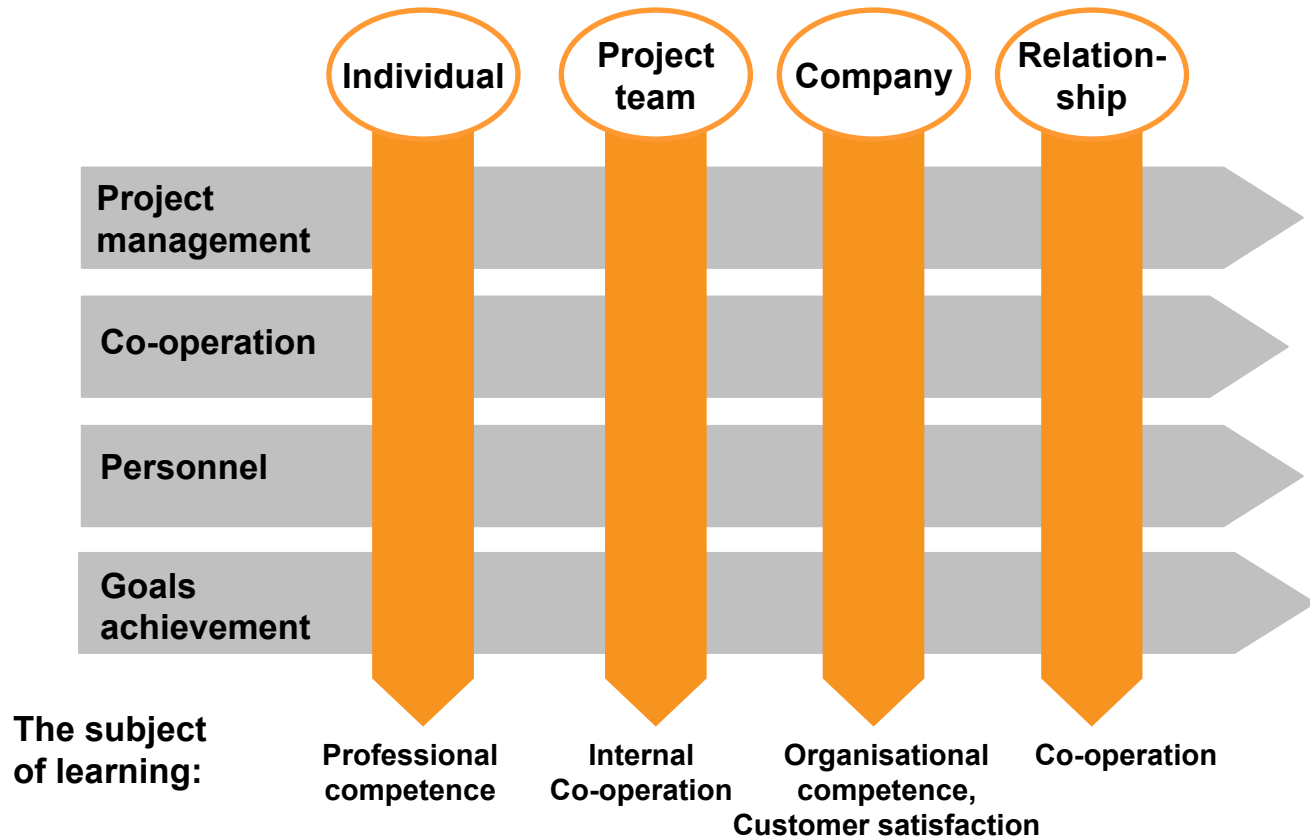 Individual
Project
team
Company
Relation-
ship
Project
management
Co-operation
Personnel
Goals
achievement
The subject
of learning:
Professional
competence
Internal
Co-operation
Organisational
competence,
Customer satisfaction
Co-operation